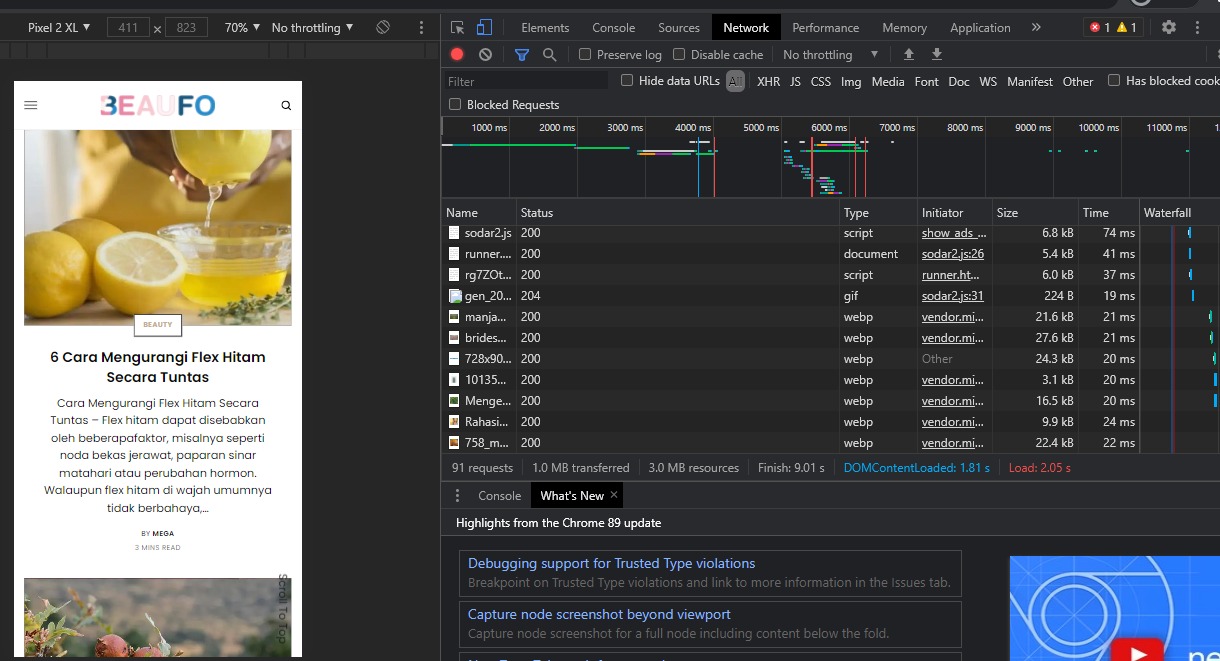 Pixel 2 XL ▼ 411 × 823 70% ▼ No throttling ▼
Elements Console Sources Network Performance Memory Application » 1 1
Preserve log Disable cache No throttling ▼
Filter Hide data URLs All XHR JS CSS Img Media Font Doc WS Manifest Other Has blocked cook
Blocked Requests
1000 ms 2000 ms 3000 ms 4000 ms 5000 ms 6000 ms 7000 ms 8000 ms 9000 ms 10000 ms 11000 ms 1
Name Status Type Initiator Size Time Waterfall
sodar2.js 200 script show_ads_... 6.8 kB 74 ms
runner.... 200 document sodar2.js:26 5.4 kB 41 ms
rg7ZOt... 200 script runner.ht... 6.0 kB 37 ms
gen_20... 204 gif sodar2.js:31 224 B 19 ms
manja... 200 webp vendor.mi... 21.6 kB 21 ms
brides... 200 webp vendor.mi... 27.6 kB 21 ms
728x90... 200 webp Other 24.3 kB 20 ms
10135... 200 webp vendor.mi... 3.1 kB 20 ms
Menge... 200 webp vendor.mi... 16.5 kB 20 ms
Rahasi... 200 webp vendor.mi... 9.9 kB 24 ms
758_m... 200 webp vendor.mi... 22.4 kB 22 ms
91 requests 1.0 MB transferred 3.0 MB resources Finish: 9.01 s DOMContentLoaded: 1.81 s Load: 2.05 s
Console What's New ×
Highlights from the Chrome 89 update
Debugging support for Trusted Type violations
Breakpoint on Trusted Type violations and link to more information in the Issues tab.
Capture node screenshot beyond viewport
Capture node screenshot for a full node including content below the fold.
ne
BEAUFO
BEAUTY
6 Cara Mengurangi Flex Hitam
Secara Tuntas
Cara Mengurangi Flex Hitam Secara
Tuntas – Flex hitam dapat disebabkan
oleh beberapafaktor, misalnya seperti
noda bekas jerawat, paparan sinar
matahari atau perubahan hormon.
Walaupun flex hitam di wajah umumnya
tidak berbahaya,...
BY MEGA
3 MINS READ
Scroll To Top